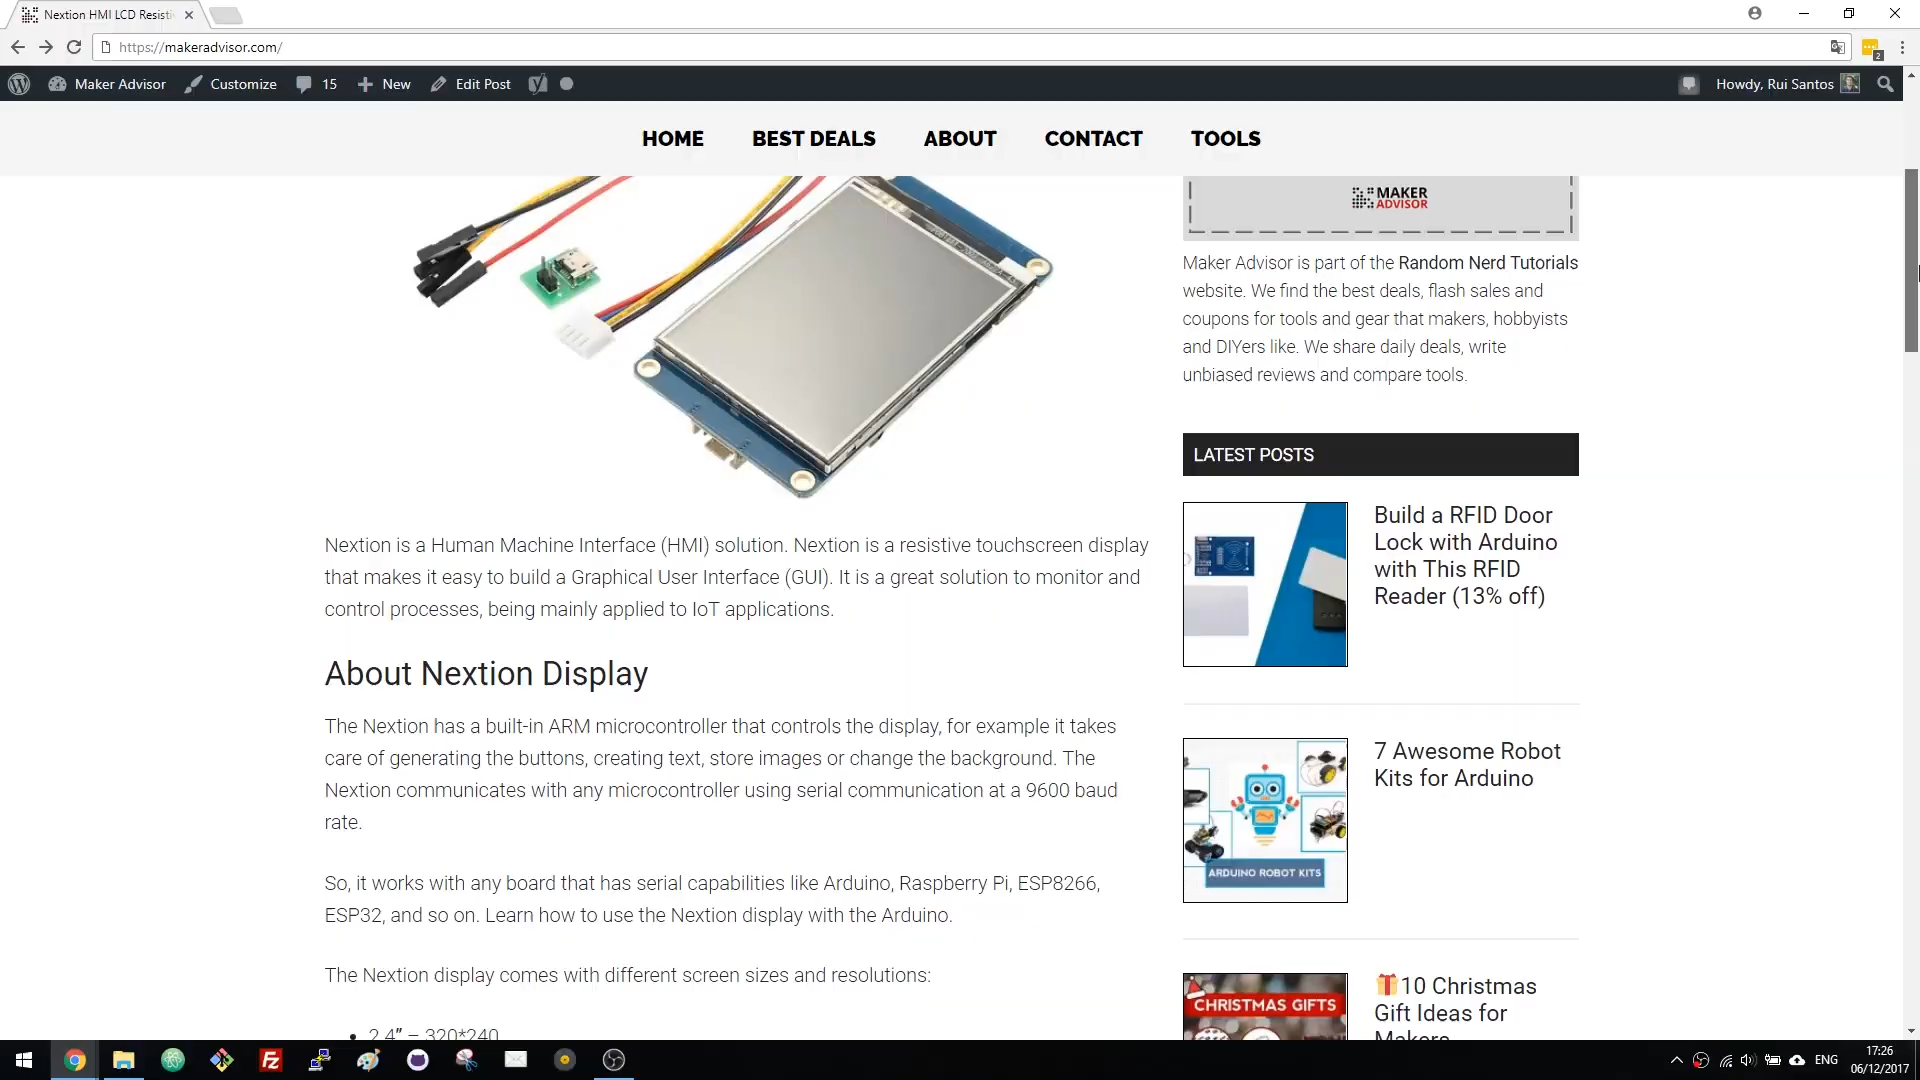 Nextion HMI LCD Resisti
https://makeradvisor.com/
2
Maker Advisor
Customize
15
New
Edit Post
Howdy, Rui Santos
HOME
BEST DEALS
ABOUT
CONTACT
TOOLS
Nextion is a Human Machine Interface (HMI) solution. Nextion is a resistive touchscreen display
that makes it easy to build a Graphical User Interface (GUI). It is a great solution to monitor and
control processes, being mainly applied to IoT applications.
About Nextion Display
The Nextion has a built-in ARM microcontroller that controls the display, for example it takes
care of generating the buttons, creating text, store images or change the background. The
Nextion communicates with any microcontroller using serial communication at a 9600 baud
rate.
So, it works with any board that has serial capabilities like Arduino, Raspberry Pi, ESP8266,
ESP32, and so on. Learn how to use the Nextion display with the Arduino.
The Nextion display comes with different screen sizes and resolutions:
• 2.4” – 320*240
MAKER
ADVISOR
Maker Advisor is part of the Random Nerd Tutorials
website. We find the best deals, flash sales and
coupons for tools and gear that makers, hobbyists
and DIYers like. We share daily deals, write
unbiased reviews and compare tools.
LATEST POSTS
Build a RFID Door
Lock with Arduino
with This RFID
Reader (13% off)
ARDUINO ROBOT KITS
7 Awesome Robot
Kits for Arduino
CHRISTMAS GIFTS
🎁10 Christmas
Gift Ideas for
Makers
ENG
17:26
06/12/2017